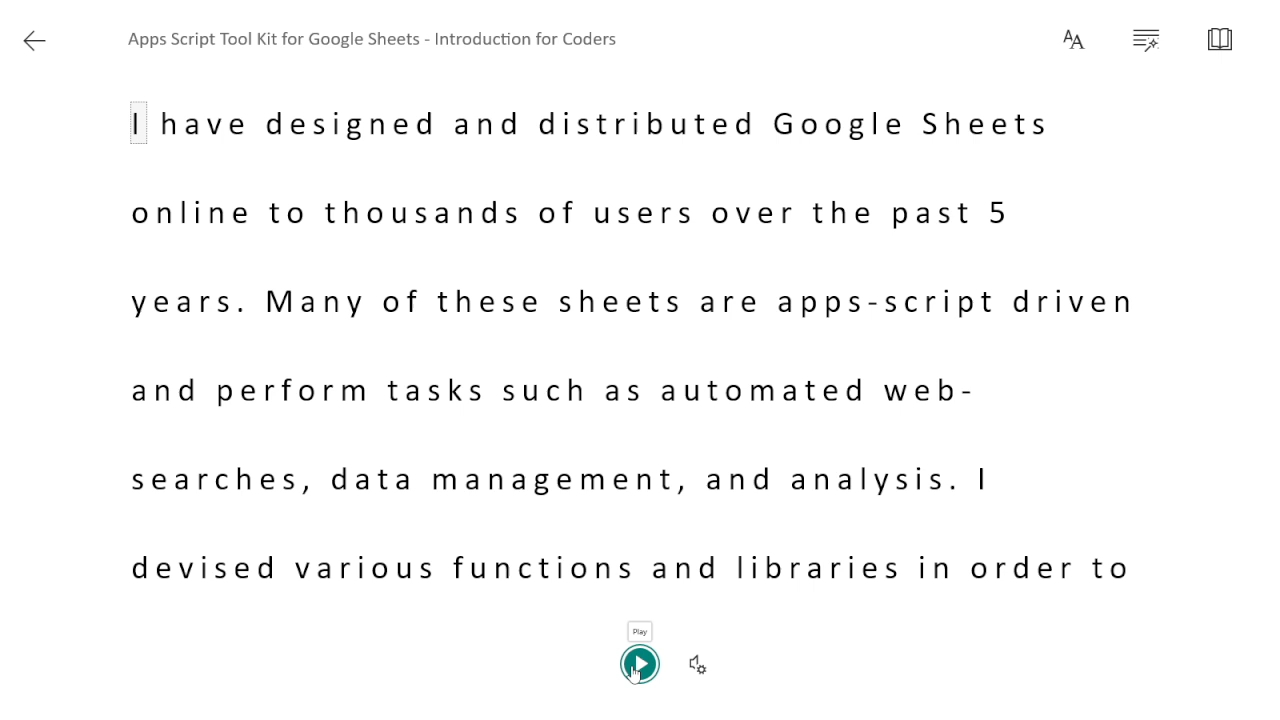 Apps Script Tool Kit for Google Sheets - Introduction for Coders
AA
I have designed and distributed Google Sheets
online to thousands of users over the past 5
years. Many of these sheets are apps-script driven
and perform tasks such as automated web-
searches, data management, and analysis. I
devised various functions and libraries in order to
Play